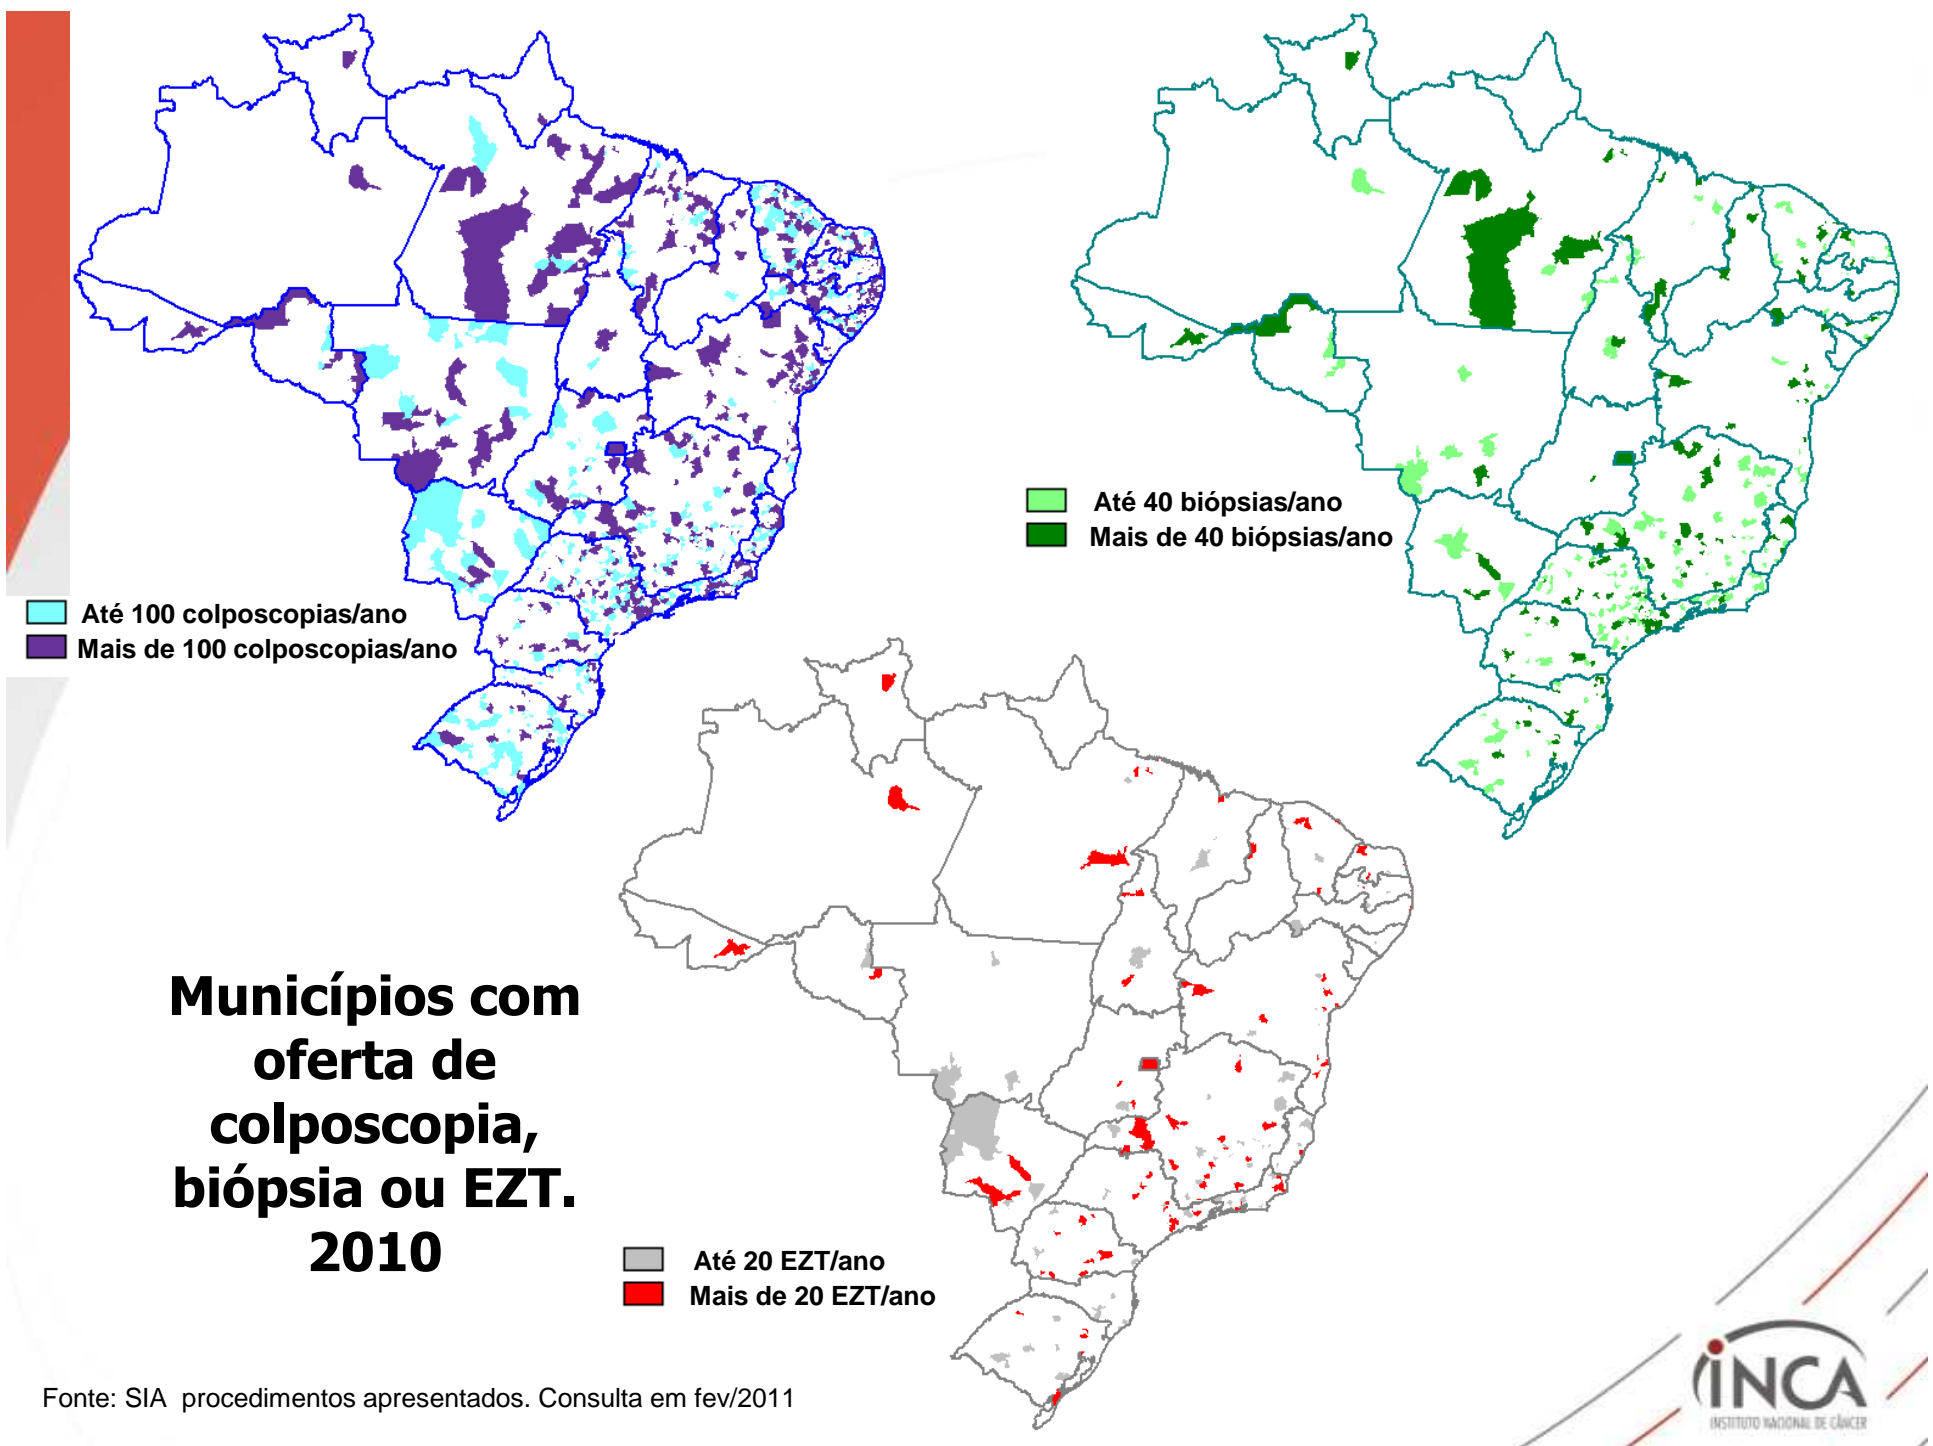 Até 40 biópsias/ano
Mais de 40 biópsias/ano
Até 100 colposcopias/ano
Mais de 100 colposcopias/ano
Municípios com
oferta de
colposcopia,
biópsia ou EZT.
2010
Até 20 EZT/ano
Mais de 20 EZT/ano
Fonte: SIA procedimentos apresentados. Consulta em fev/2011
INCA
INSTITUTO NACIONAL DE CÂNCER